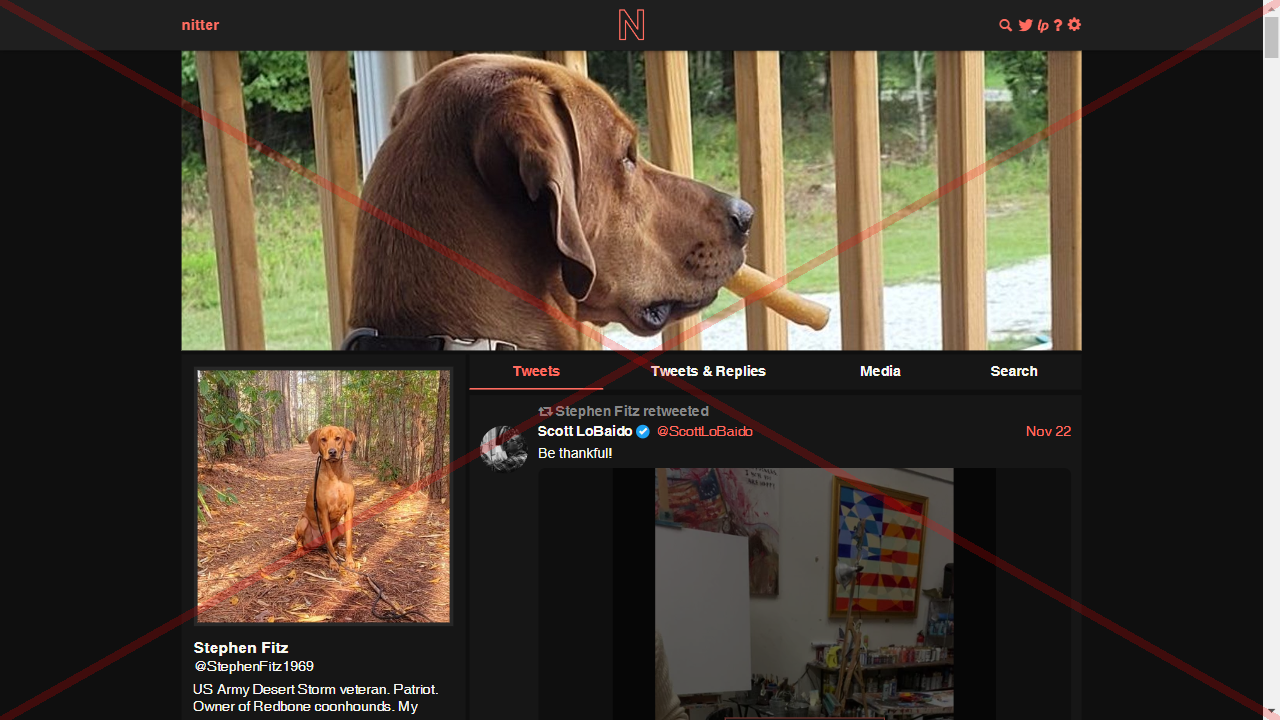 nitter
N
lp ?
Tweets
Tweets & Replies
Media
Search
Stephen Fitz retweeted
Scott LoBaido @ScottLoBaido
Nov 22
Be thankful!
Stephen Fitz
@StephenFitz1969
US Army Desert Storm veteran. Patriot.
Owner of Redbone coonhounds. My